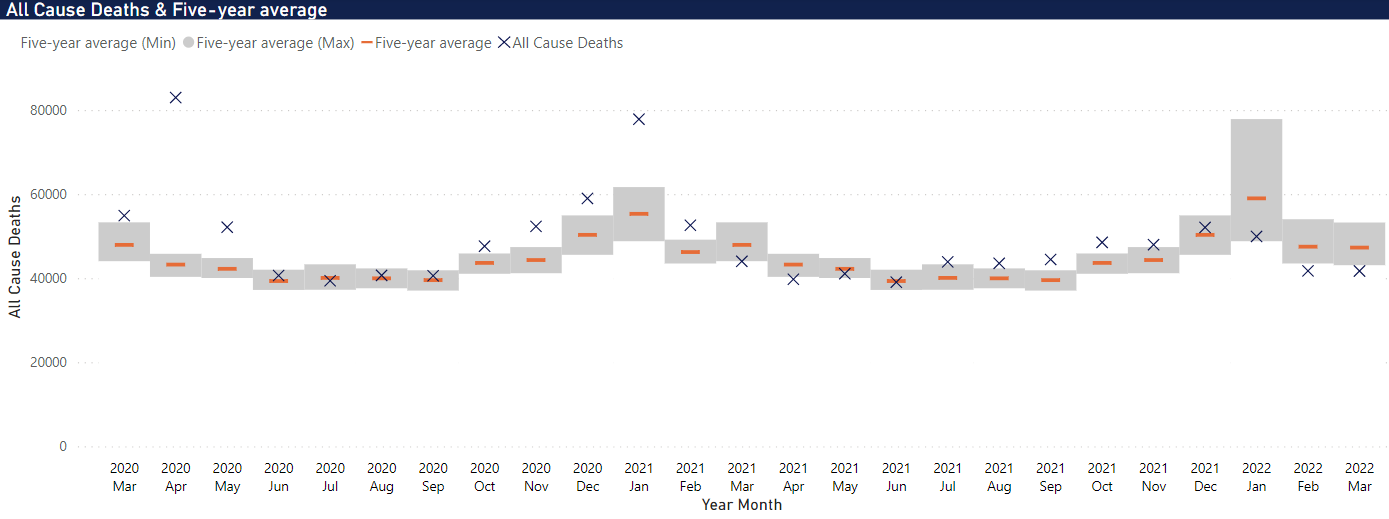 All Cause Deaths & Five-year average
Five-year average (Min) Five-year average (Max) Five-year average All Cause Deaths
80000
60000
40000
20000
0
All Cause Deaths
2020 2020 2020 2020 2020 2020 2020 2020 2020 2020 2021 2021 2021 2021 2021 2021 2021 2021 2021 2021 2021 2021 2022 2022 2022
Mar Apr May Jun Jul Aug Sep Oct Nov Dec Jan Feb Mar Apr May Jun Jul Aug Sep Oct Nov Dec Jan Feb Mar
Year Month